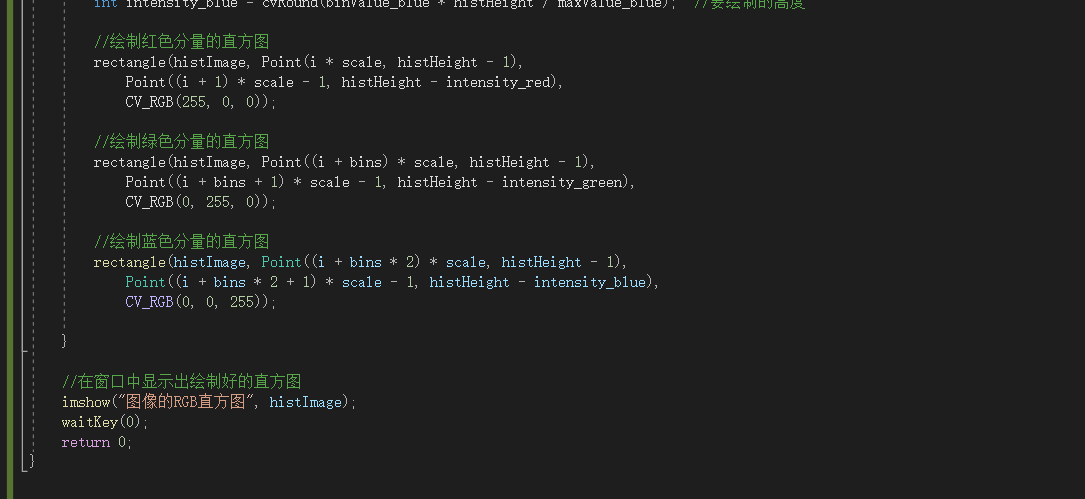 int intensity_blue = cvRound(binValue_blue * histHeight / maxValue_blue);  //要绘制的高度
//绘制红色分量的直方图
rectangle(histImage, Point(i * scale, histHeight - 1),
Point((i + 1) * scale - 1, histHeight - intensity_red),
CV_RGB(255, 0, 0));
//绘制绿色分量的直方图
rectangle(histImage, Point((i + bins) * scale, histHeight - 1),
Point((i + bins + 1) * scale - 1, histHeight - intensity_green),
CV_RGB(0, 255, 0));
//绘制蓝色分量的直方图
rectangle(histImage, Point((i + bins * 2) * scale, histHeight - 1),
Point((i + bins * 2 + 1) * scale - 1, histHeight - intensity_blue),
CV_RGB(0, 0, 255));
}
//在窗口中显示出绘制好的直方图
imshow("图像的RGB直方图", histImage);
waitKey(0);
return 0;
}